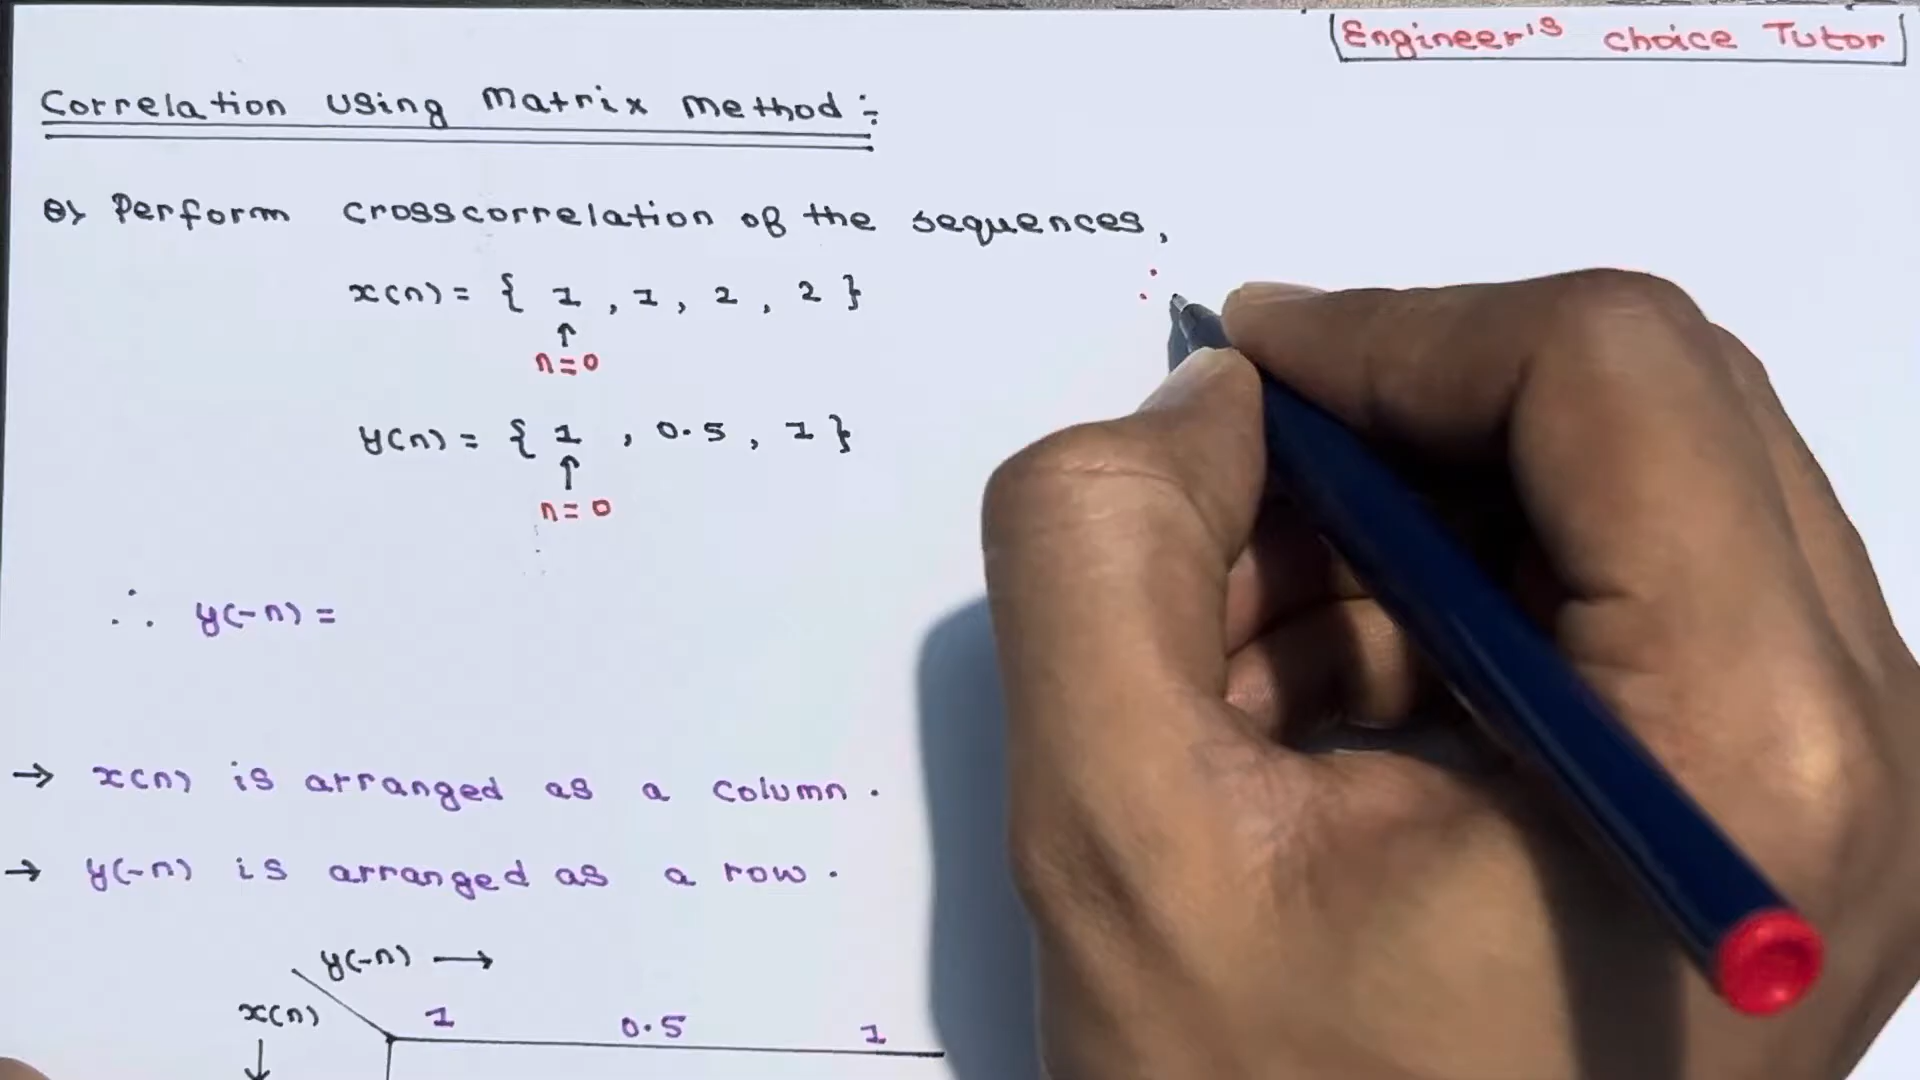 Engineer's choice Tutor
Correlation using Matrix Method :-
Q> Perform crosscorrelation of the sequences,
x(n) = { 1 , 1 , 2 , 2 }
↑
n=0
y(n) = { 1 , 0.5 , 1 }
↑
n=0
∴ y(-n) =
∴
→ x(n) is arranged as a column.
→ y(-n) is arranged as a row.
y(-n) →
x(n) 1 0.5 1
↓